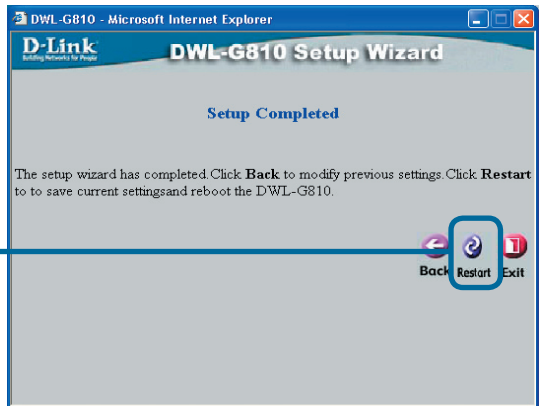 DWL-G810 - Microsoft Internet Explorer
D-Link
Building Networks for People
DWL-G810 Setup Wizard
Setup Completed
The setup wizard has completed.Click Back to modify previous settings.Click Restart
to to save current settingsand reboot the DWL-G810.
Back Restart Exit